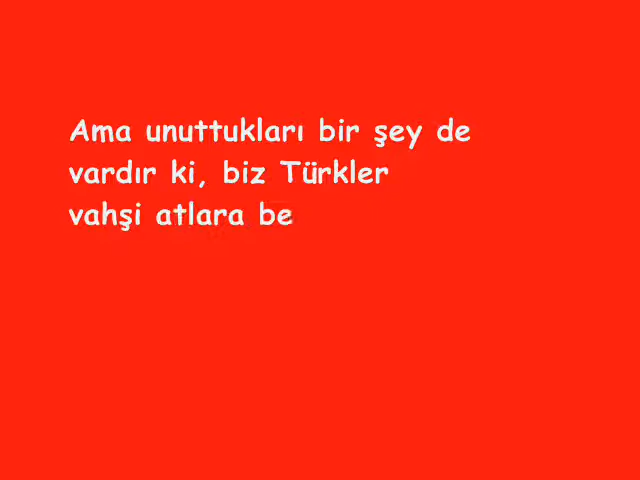 Ama unuttukları bir şey de
vardır ki, biz Türkler
vahşi atlara be